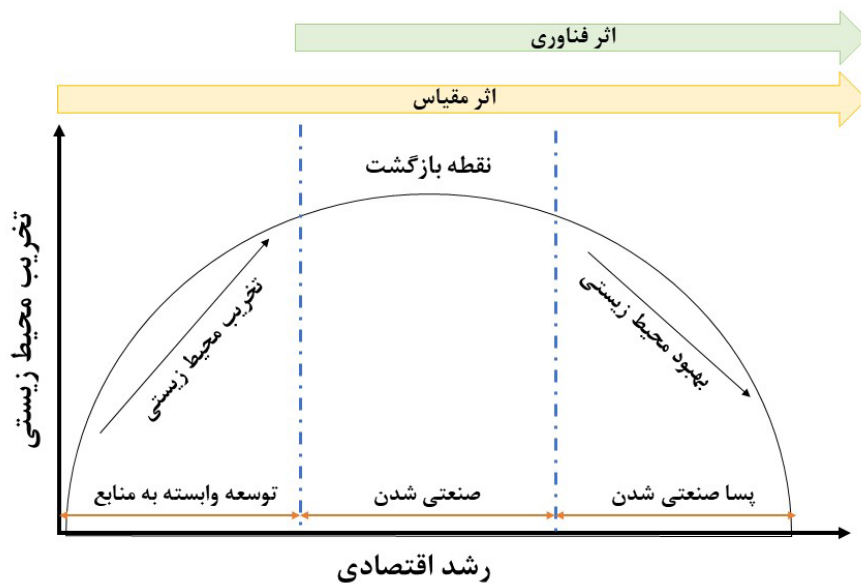 اثر فناوری
اثر مقیاس
نقطه بازگشت
تخریب محیط زیستی
تخریب محیط زیستی
بهبود محیط زیستی
توسعه وابسته به منابع
صنعتی شدن
پسا صنعتی شدن
رشد اقتصادی